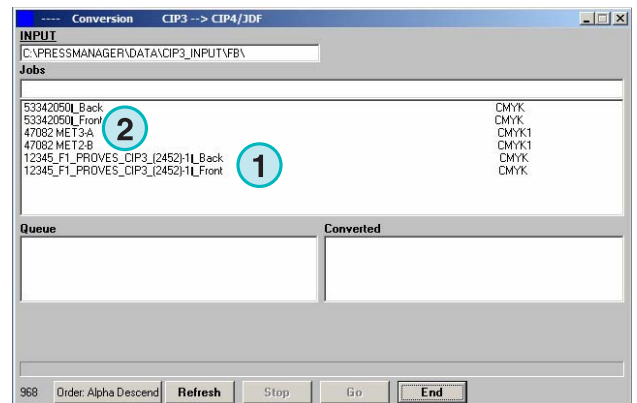 ---- Conversion CIP3 --> CIP4/JDF
INPUT
C:\PRESSMANAGER\DATA\CIP3_INPUT\FB\
Jobs
53342050I_Back CMYK
53342050I_Front CMYK
47082 MET3-A CMYK1
47082 MET2-B CMYK1
12345_F1_PROVES_CIP3_(2452)-1I_Back CMYK
12345_F1_PROVES_CIP3_(2452)-1I_Front CMYK
2
1
Queue Converted
968 Order: Alpha Descend Refresh Stop Go End